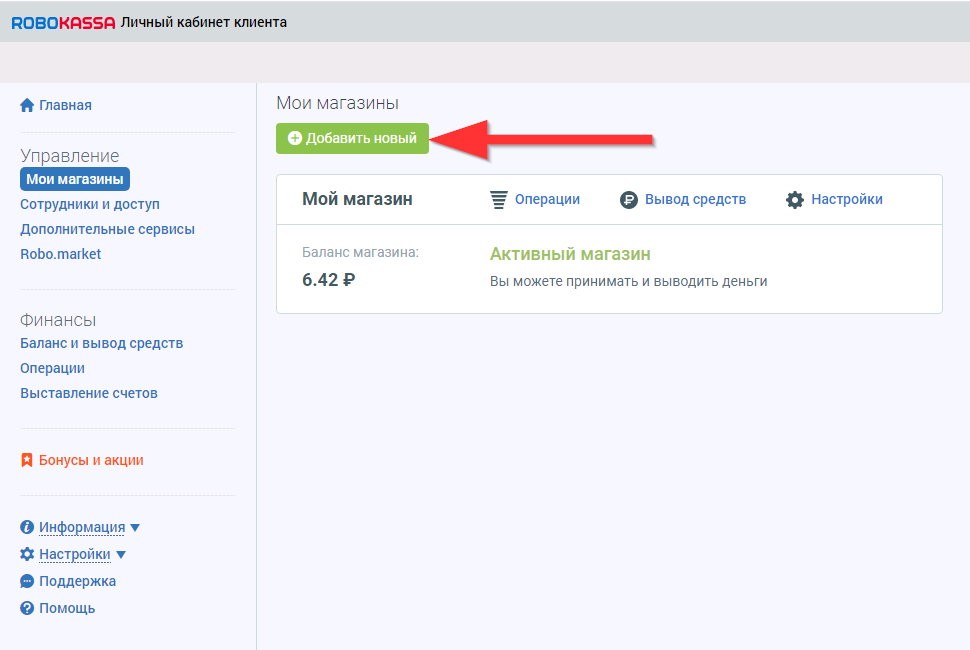 ROBOKASSA Личный кабинет клиента
Главная
Управление
Мои магазины
Сотрудники и доступ
Дополнительные сервисы
Robo.market
Финансы
Баланс и вывод средств
Операции
Выставление счетов
Бонусы и акции
Информация
Настройки
Поддержка
Помощь
Мои магазины
Добавить новый
Мой магазин
Операции
Вывод средств
Настройки
Баланс магазина:
6.42 ₽
Активный магазин
Вы можете принимать и выводить деньги